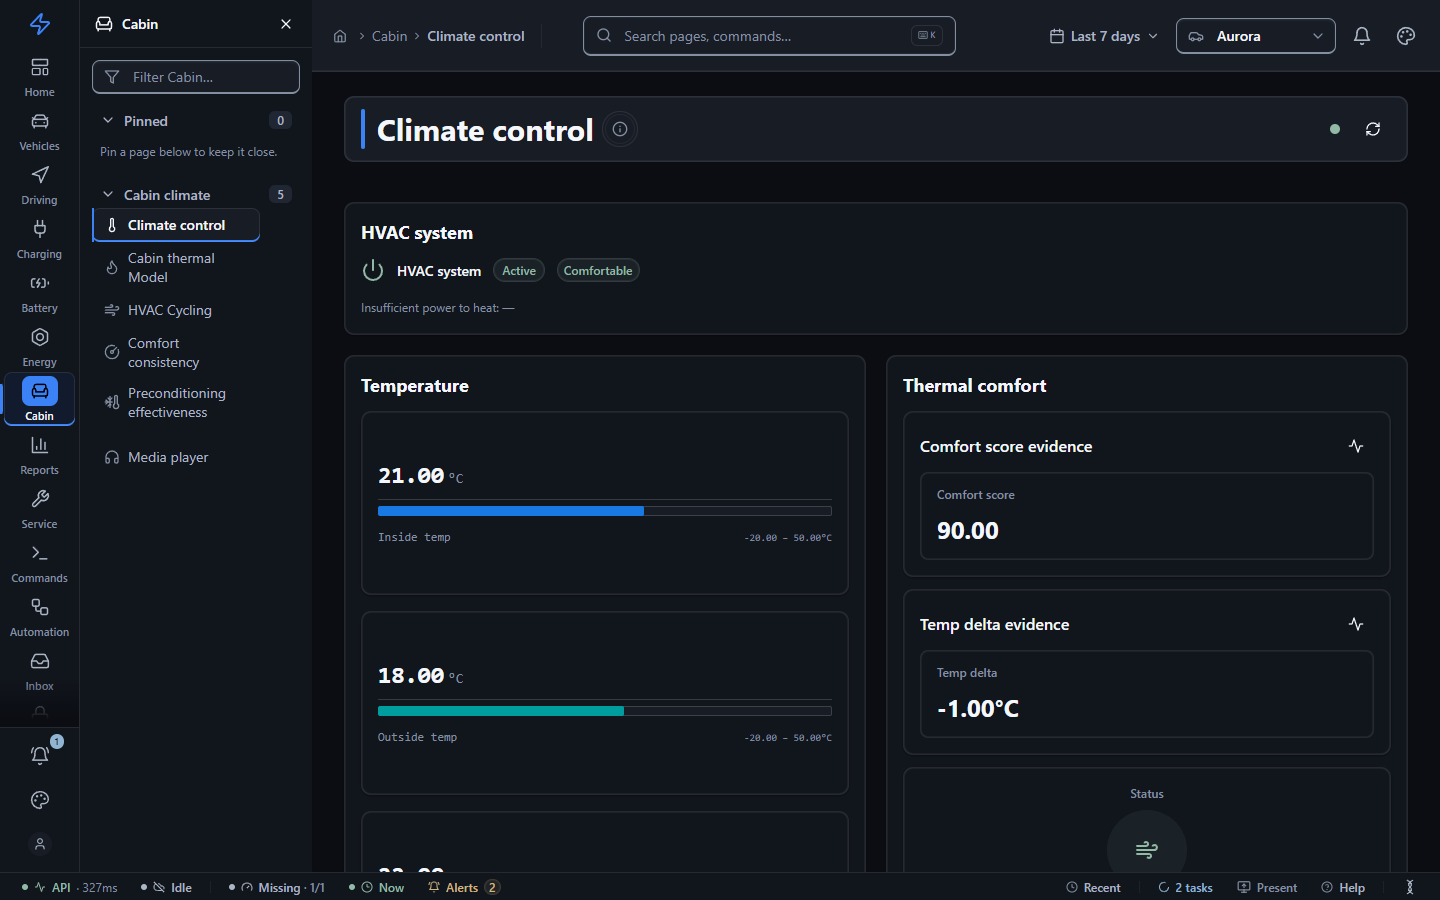 Cabin
Cabin
Climate control
Search pages, commands...
K
Last 7 days
Aurora
Home
Vehicles
Driving
Charging
Battery
Energy
Cabin
Reports
Service
Commands
Automation
Inbox
1
Filter Cabin...
Pinned
0
Pin a page below to keep it close.
Cabin climate
5
Climate control
Cabin thermal
Model
HVAC Cycling
Comfort
consistency
Preconditioning
effectiveness
Media player
Climate control
HVAC system
HVAC system
Active
Comfortable
Insufficient power to heat: —
Temperature
21.00 °C
Inside temp
-20.00 – 50.00°C
18.00 °C
Outside temp
-20.00 – 50.00°C
Thermal comfort
Comfort score evidence
Comfort score
90.00
Temp delta evidence
Temp delta
-1.00°C
Status
API · 327ms
Idle
Missing · 1/1
Now
Alerts 2
Recent
2 tasks
Present
Help